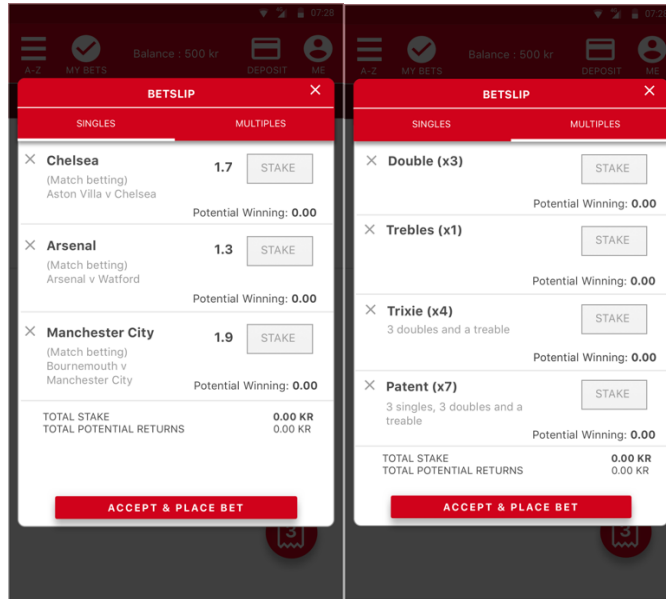 07:28
A-Z
MY BETS
Balance : 500 kr
DEPOSIT
ME
BETSLIP
SINGLES MULTIPLES
Chelsea 1.7 STAKE
(Match betting)
Aston Villa v Chelsea
Potential Winning: 0.00
Arsenal 1.3 STAKE
(Match betting)
Arsenal v Watford
Potential Winning: 0.00
Manchester City 1.9 STAKE
(Match betting)
Bournemouth v
Manchester City
Potential Winning: 0.00
TOTAL STAKE 0.00 KR
TOTAL POTENTIAL RETURNS 0.00 KR
ACCEPT & PLACE BET
3
A-Z
MY BETS
Balance : 500 kr
DEPOSIT
ME
BETSLIP
SINGLES MULTIPLES
Double (x3) STAKE
Potential Winning: 0.00
Trebles (x1) STAKE
Potential Winning: 0.00
Trixie (x4) STAKE
3 doubles and a treable
Potential Winning: 0.00
Patent (x7) STAKE
3 singles, 3 doubles and a
treable
Potential Winning: 0.00
TOTAL STAKE 0.00 KR
TOTAL POTENTIAL RETURNS 0.00 KR
ACCEPT & PLACE BET
3